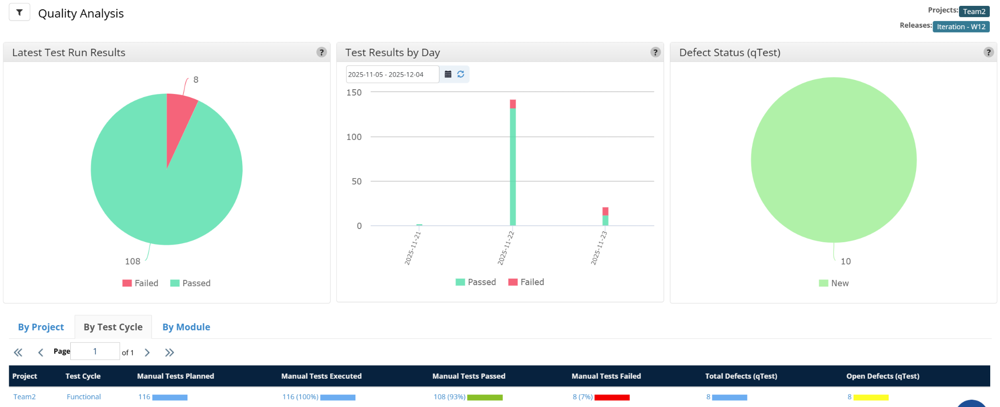 Quality Analysis
Projects: Team2
Releases: Iteration - W12
Latest Test Run Results ?
8
108
Failed Passed
Test Results by Day ?
2025-11-05 - 2025-12-04
150
100
50
0
2025-11-21
2025-11-22
2025-11-23
Passed Failed
Defect Status (qTest) ?
10
New
By Project By Test Cycle By Module
Page 1 of 1
Project Test Cycle Manual Tests Planned Manual Tests Executed Manual Tests Passed Manual Tests Failed Total Defects (qTest) Open Defects (qTest)
Team2 Functional 116 116 (100%) 108 (93%) 8 (7%) 8 8